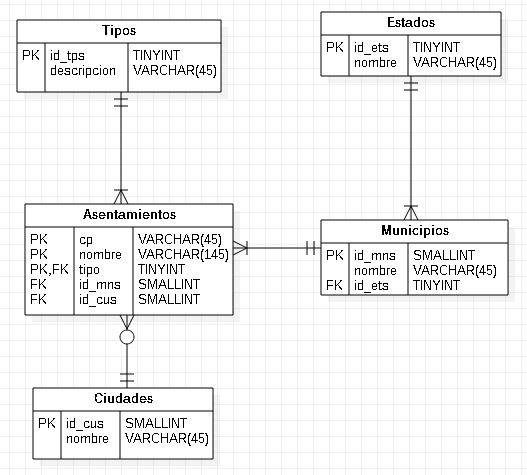 Tipos
PK id_tps TINYINT
descripcion VARCHAR(45)
Estados
PK id_ets TINYINT
nombre VARCHAR(45)
Asentamientos
PK cp VARCHAR(45)
PK nombre VARCHAR(145)
PK,FK tipo TINYINT
FK id_mns SMALLINT
FK id_cus SMALLINT
Municipios
PK id_mns SMALLINT
nombre VARCHAR(45)
FK id_ets TINYINT
Ciudades
PK id_cus SMALLINT
nombre VARCHAR(45)